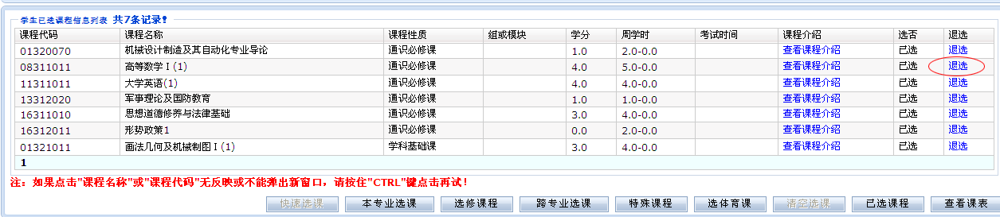 学生已选课程信息列表 共7条记录!
课程代码 课程名称 课程性质 组或模块 学分 周学时 考试时间 课程介绍 选否 退选
01320070 机械设计制造及其自动化专业导论 通识必修课 1.0 2.0-0.0 查看课程介绍 已选 退选
08311011 高等数学Ⅰ(1) 通识必修课 4.0 5.0-0.0 查看课程介绍 已选 退选
11311011 大学英语(1) 通识必修课 4.0 4.0-0.0 查看课程介绍 已选 退选
13312020 军事理论及国防教育 通识必修课 1.0 1.0-0.0 查看课程介绍 已选 退选
16311010 思想道德修养与法律基础 通识必修课 3.0 4.0-0.0 查看课程介绍 已选 退选
16312011 形势政策1 通识必修课 0.0 2.0-0.0 查看课程介绍 已选 退选
01321011 画法几何及机械制图Ⅰ(1) 学科基础课 3.0 4.0-0.0 查看课程介绍 已选 退选
1
注：如果点击"课程名称"或"课程代码"无反映或不能弹出新窗口，请按住"CTRL"键点击再试！
快速选课 本专业选课 选修课程 跨专业选课 特殊课程 选体育课 清空选课 已选课程 查看课表